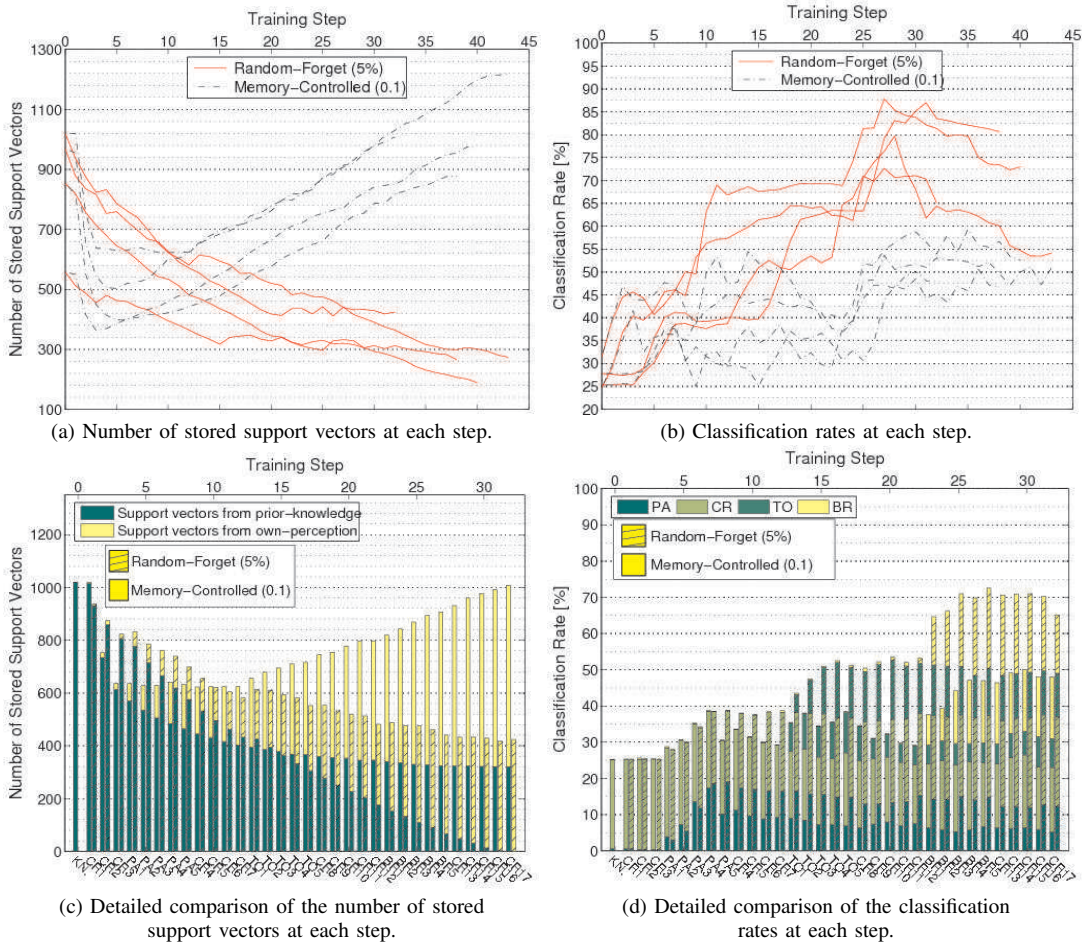 Training Step
0 5 10 15 20 25 30 35 40 45
1300
1100
900
700
500
300
100
Number of Stored Support Vectors
Random-Forget (5%)
Memory-Controlled (0.1)
(a) Number of stored support vectors at each step.
Training Step
0 5 10 15 20 25 30 35 40 45
100
95
90
85
80
75
70
65
60
55
50
45
40
35
30
25
20
Classification Rate [%]
Random-Forget (5%)
Memory-Controlled (0.1)
(b) Classification rates at each step.
Training Step
0 5 10 15 20 25 30
1200
1000
800
600
400
200
0
Number of Stored Support Vectors
Support vectors from prior-knowledge
Support vectors from own-perception
Random-Forget (5%)
Memory-Controlled (0.1)
(c) Detailed comparison of the number of stored
support vectors at each step.
Training Step
0 5 10 15 20 25 30
100
90
80
70
60
50
40
30
20
10
0
Classification Rate [%]
PA CR TO BR
Random-Forget (5%)
Memory-Controlled (0.1)
(d) Detailed comparison of the classification
rates at each step.